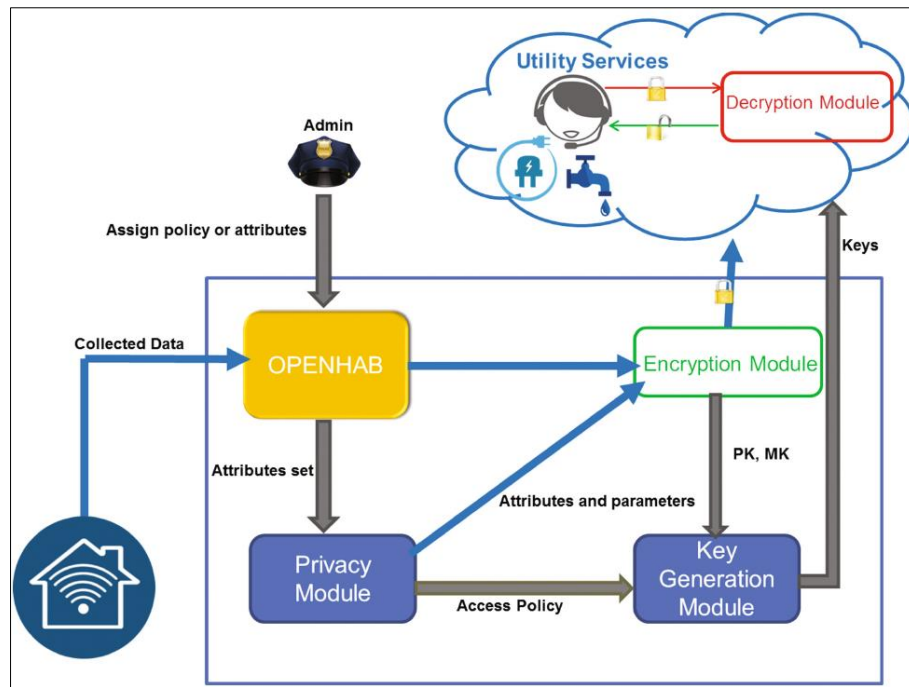 Utility Services
Decryption Module
Admin
Assign policy or attributes
Keys
Collected Data
OPENHAB
Encryption Module
Attributes set
PK, MK
Attributes and parameters
Privacy
Module
Access Policy
Key
Generation
Module